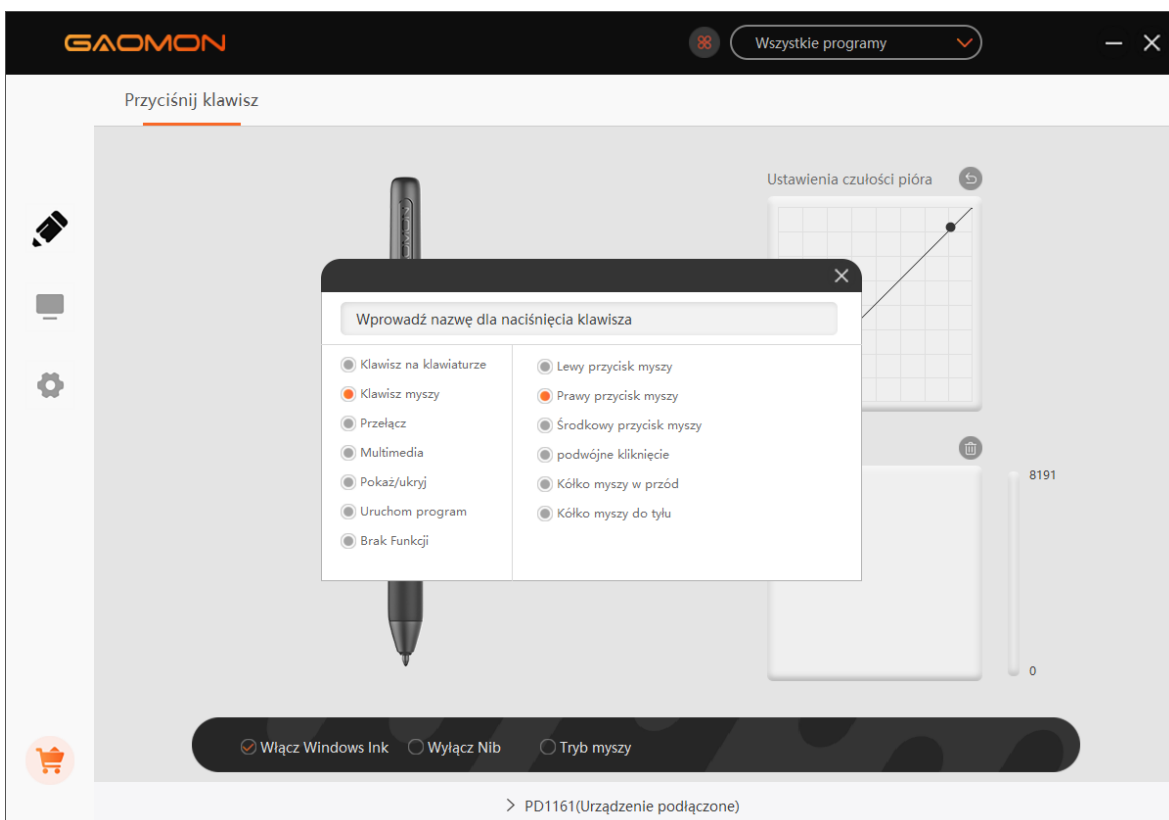 GAOMON
Wszystkie programy
Przyciśnij klawisz
Ustawienia czułości pióra
GAOMON
Wprowadź nazwę dla naciśnięcia klawisza
Klawisz na klawiaturze
Klawisz myszy
Przełącz
Multimedia
Pokaż/ukryj
Uruchom program
Brak Funkcji
Lewy przycisk myszy
Prawy przycisk myszy
Środkowy przycisk myszy
podwójne kliknięcie
Kółko myszy w przód
Kółko myszy do tyłu
8191
0
Włącz Windows Ink
Wyłącz Nib
Tryb myszy
PD1161(Urządzenie podłączone)